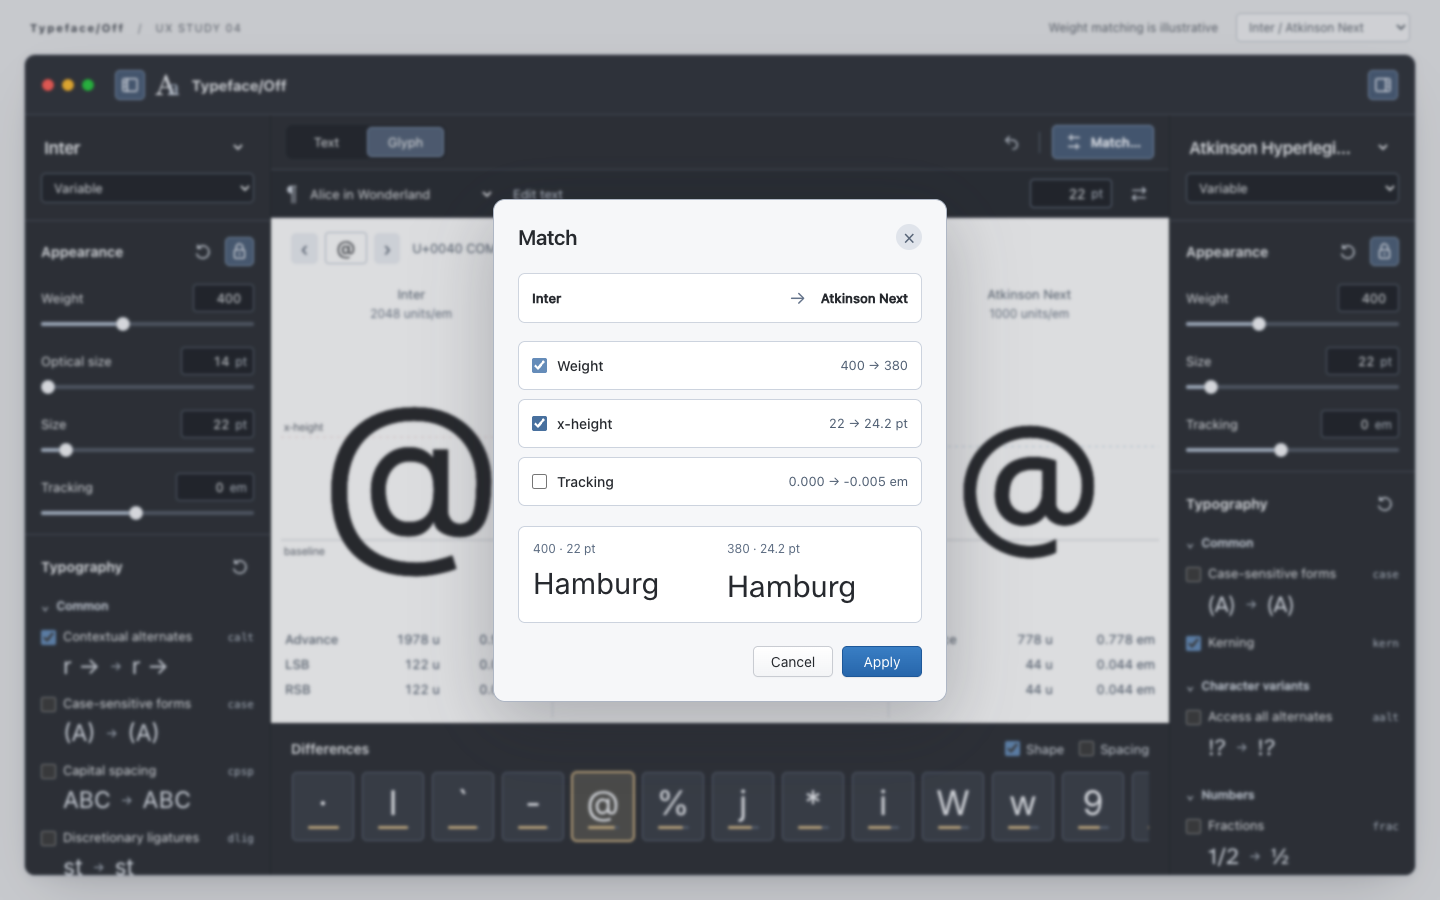 Typeface/Off / UX STUDY 04
Weight matching is illustrative
Inter / Atkinson Next
Typeface/Off
Inter
Variable
Appearance
Weight 400
Optical size 14 pt
Size 22 pt
Tracking 0 em
Typography
Common
Contextual alternates calt
r → → r →
Case-sensitive forms case
(A) → (A)
Capital spacing cpsp
ABC → ABC
Discretionary ligatures dlig
st → st
Text Glyph
Match...
¶ Alice in Wonderland
Edit text
22 pt
‹ @ › U+0040 COM
Inter
2048 units/em
x-height
@
baseline
Advance 1978 u
LSB 122 u
RSB 122 u
Atkinson Next
1000 units/em
@
778 u 0.778 em
44 u 0.044 em
44 u 0.044 em
Match
×
Inter → Atkinson Next
Weight 400 → 380
x-height 22 → 24.2 pt
Tracking 0.000 → -0.005 em
400 · 22 pt
Hamburg
380 · 24.2 pt
Hamburg
Cancel Apply
Differences
Shape Spacing
· I ` - @ % j * i W w 9
Atkinson Hyperlegi...
Variable
Appearance
Weight 400
Size 22 pt
Tracking 0 em
Typography
Common
Case-sensitive forms case
(A) → (A)
Kerning kern
Character variants
Access all alternates aalt
!? → !?
Numbers
Fractions frac
1/2 → ½